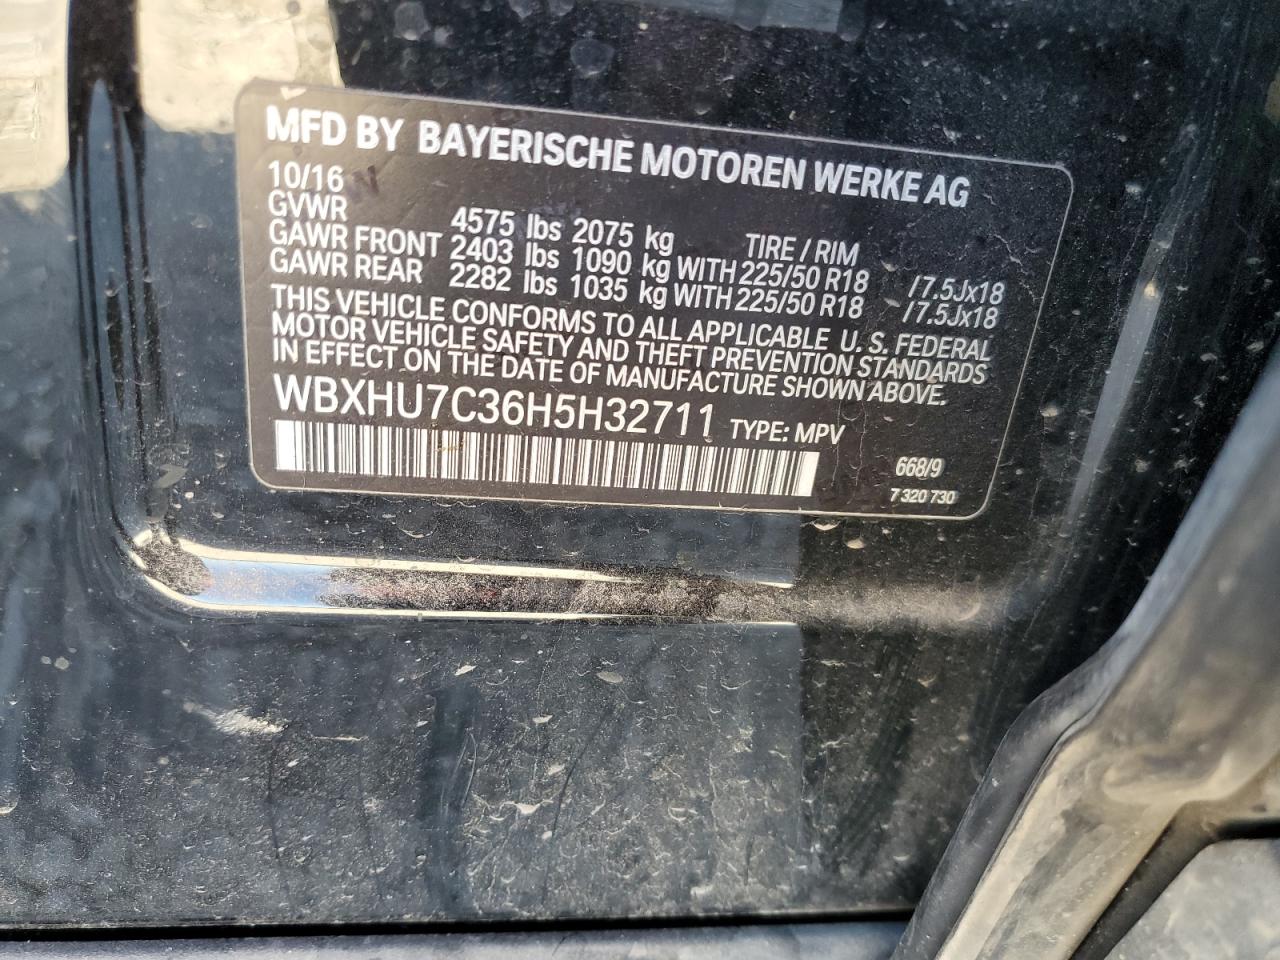 MFD BY BAYERISCHE MOTOREN WERKE AG
10/16
GVWR 4575 lbs 2075 kg TIRE / RIM
GAWR FRONT 2403 lbs 1090 kg WITH 225/50 R18 /7.5Jx18
GAWR REAR 2282 lbs 1035 kg WITH 225/50 R18 /7.5Jx18
THIS VEHICLE CONFORMS TO ALL APPLICABLE U. S. FEDERAL
MOTOR VEHICLE SAFETY AND THEFT PREVENTION STANDARDS
IN EFFECT ON THE DATE OF MANUFACTURE SHOWN ABOVE.
WBXHU7C36H5H32711 TYPE: MPV
668/9
7 320 730